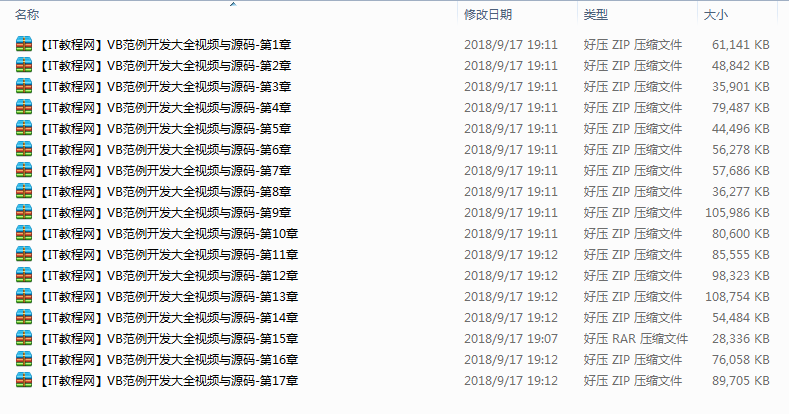 名称 修改日期 类型 大小
【IT教程网】VB范例开发大全视频与源码-第1章 2018/9/17 19:11 好压 ZIP 压缩文件 61,141 KB
【IT教程网】VB范例开发大全视频与源码-第2章 2018/9/17 19:11 好压 ZIP 压缩文件 48,842 KB
【IT教程网】VB范例开发大全视频与源码-第3章 2018/9/17 19:11 好压 ZIP 压缩文件 35,901 KB
【IT教程网】VB范例开发大全视频与源码-第4章 2018/9/17 19:11 好压 ZIP 压缩文件 79,487 KB
【IT教程网】VB范例开发大全视频与源码-第5章 2018/9/17 19:11 好压 ZIP 压缩文件 44,496 KB
【IT教程网】VB范例开发大全视频与源码-第6章 2018/9/17 19:11 好压 ZIP 压缩文件 56,278 KB
【IT教程网】VB范例开发大全视频与源码-第7章 2018/9/17 19:11 好压 ZIP 压缩文件 57,686 KB
【IT教程网】VB范例开发大全视频与源码-第8章 2018/9/17 19:11 好压 ZIP 压缩文件 36,277 KB
【IT教程网】VB范例开发大全视频与源码-第9章 2018/9/17 19:11 好压 ZIP 压缩文件 105,986 KB
【IT教程网】VB范例开发大全视频与源码-第10章 2018/9/17 19:11 好压 ZIP 压缩文件 80,600 KB
【IT教程网】VB范例开发大全视频与源码-第11章 2018/9/17 19:12 好压 ZIP 压缩文件 85,555 KB
【IT教程网】VB范例开发大全视频与源码-第12章 2018/9/17 19:12 好压 ZIP 压缩文件 98,323 KB
【IT教程网】VB范例开发大全视频与源码-第13章 2018/9/17 19:12 好压 ZIP 压缩文件 108,754 KB
【IT教程网】VB范例开发大全视频与源码-第14章 2018/9/17 19:12 好压 ZIP 压缩文件 54,484 KB
【IT教程网】VB范例开发大全视频与源码-第15章 2018/9/17 19:07 好压 RAR 压缩文件 28,336 KB
【IT教程网】VB范例开发大全视频与源码-第16章 2018/9/17 19:12 好压 ZIP 压缩文件 76,058 KB
【IT教程网】VB范例开发大全视频与源码-第17章 2018/9/17 19:12 好压 ZIP 压缩文件 89,705 KB